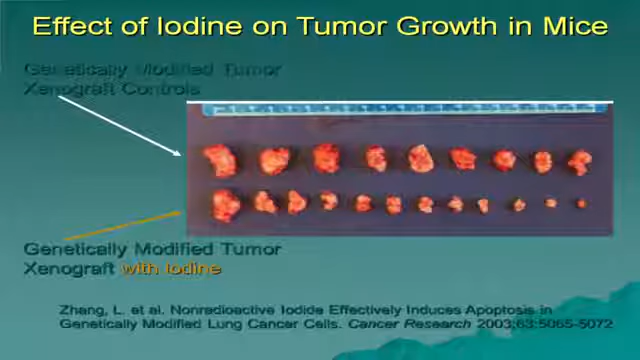 Effect of Iodine on Tumor Growth in Mice
Genetically Modified Tumor
Xenograft Controls
Genetically Modified Tumor
Xenograft with Iodine
Zhang, L. et al. Nonradioactive Iodide Effectively Induces Apoptosis in
Genetically Modified Lung Cancer Cells. Cancer Research 2003;63:5065-5072